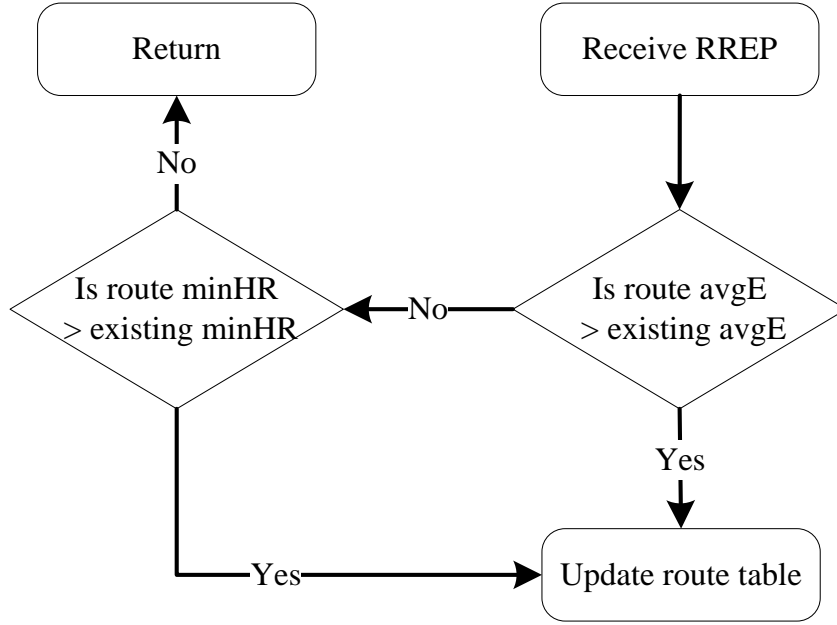 Return
Receive RREP
No
Is route minHR
> existing minHR
No
Is route avgE
> existing avgE
Yes
Yes
Update route table